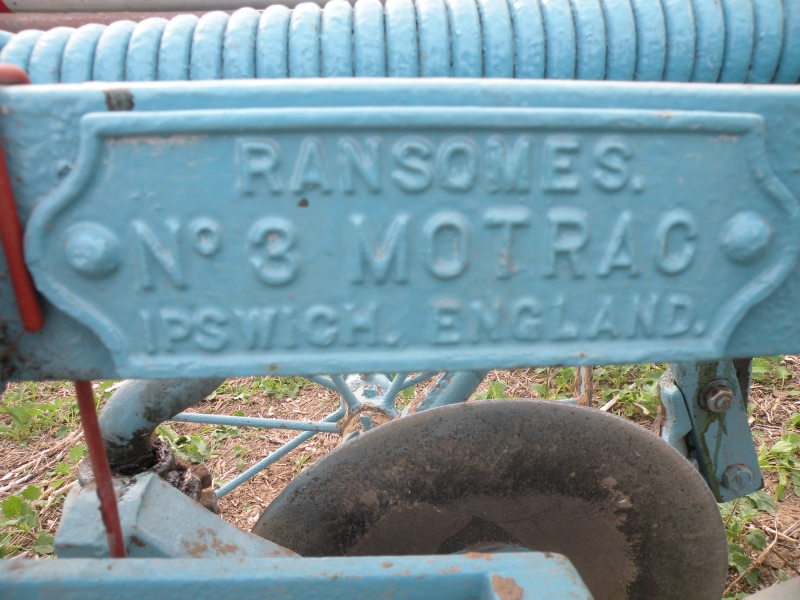 RANSOMES.
Nº 3 MOTRAC
IPSWICH, ENGLAND.